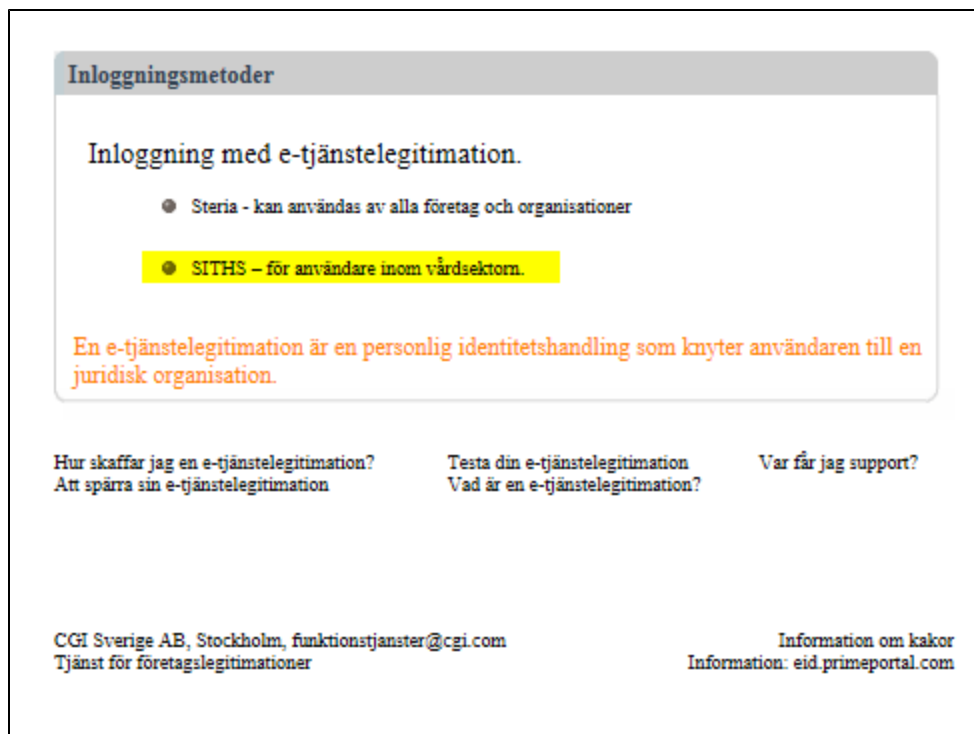 Inloggningsmetoder
Inloggning med e-tjänstelegitimation.
Steria - kan användas av alla företag och organisationer
SITHS – för användare inom vårdsektorn.
En e-tjänstelegitimation är en personlig identitetshandling som knyter användaren till en
juridisk organisation.
Hur skaffar jag en e-tjänstelegitimation? Testa din e-tjänstelegitimation Var får jag support?
Att spärra sin e-tjänstelegitimation Vad är en e-tjänstelegitimation?
CGI Sverige AB, Stockholm, funktionstjanster@cgi.com Information om kakor
Tjänst för företagslegitimationer Information: eid.primeportal.com